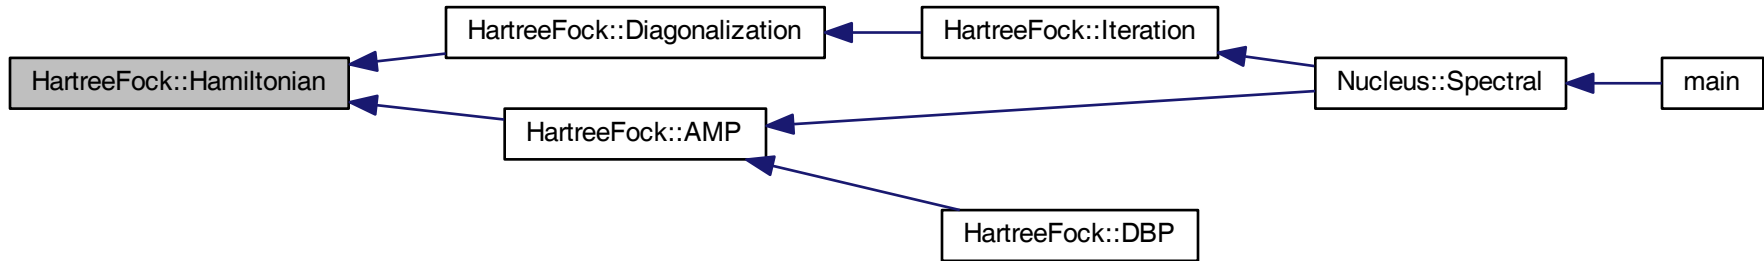 HartreeFock::Hamiltonian
HartreeFock::Diagonalization
HartreeFock::Iteration
Nucleus::Spectral
main
HartreeFock::AMP
HartreeFock::DBP